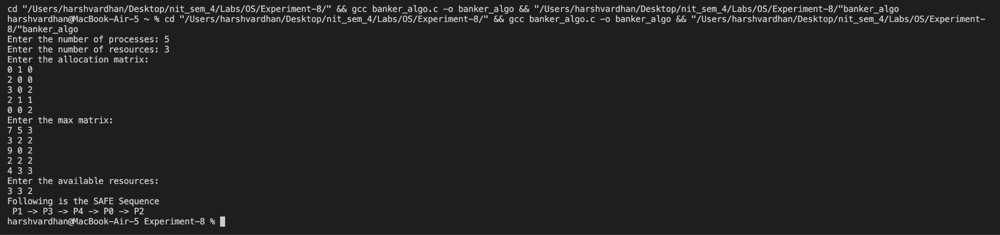 cd "/Users/harshvardhan/Desktop/nit_sem_4/Labs/OS/Experiment-8/" && gcc banker_algo.c -o banker_algo && "/Users/harshvardhan/Desktop/nit_sem_4/Labs/OS/Experiment-8/"banker_algo
harshvardhan@MacBook-Air-5 ~ % cd "/Users/harshvardhan/Desktop/nit_sem_4/Labs/OS/Experiment-8/" && gcc banker_algo.c -o banker_algo && "/Users/harshvardhan/Desktop/nit_sem_4/Labs/OS/Experiment-
8/"banker_algo
Enter the number of processes: 5
Enter the number of resources: 3
Enter the allocation matrix:
0 1 0
2 0 0
3 0 2
2 1 1
0 0 2
Enter the max matrix:
7 5 3
3 2 2
9 0 2
2 2 2
4 3 3
Enter the available resources:
3 3 2
Following is the SAFE Sequence
 P1 -> P3 -> P4 -> P0 -> P2
harshvardhan@MacBook-Air-5 Experiment-8 %